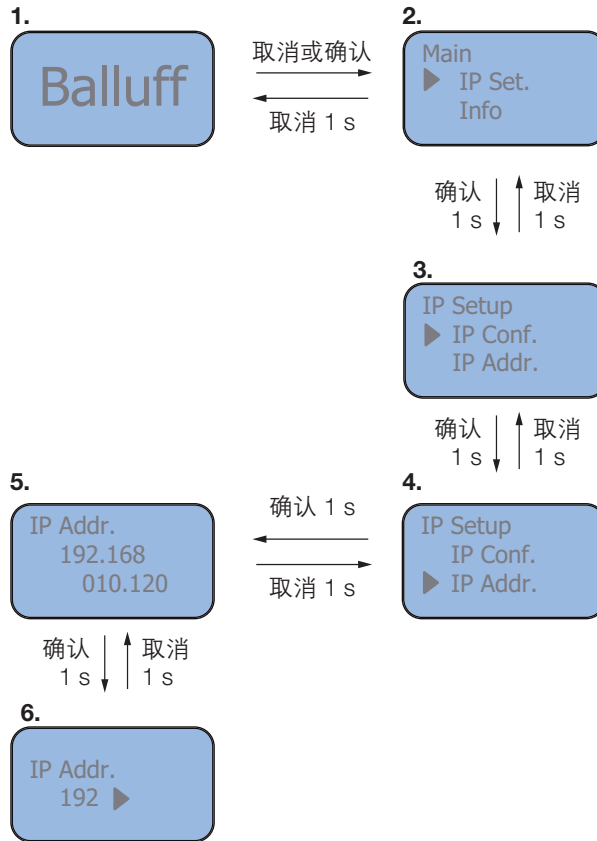 1.
Balluff
取消或确认
取消 1 s
2.
Main
IP Set.
Info
确认
1 s
取消
1 s
3.
IP Setup
IP Conf.
IP Addr.
确认
1 s
取消
1 s
4.
IP Setup
IP Conf.
IP Addr.
确认 1 s
取消 1 s
5.
IP Addr.
192.168
010.120
确认
1 s
取消
1 s
6.
IP Addr.
192